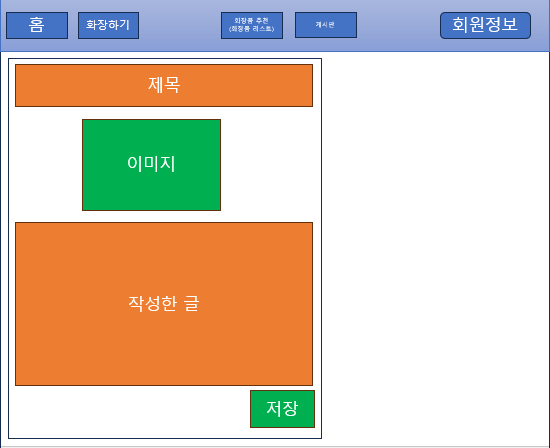 홈
화장하기
화장품 추천
(화장품 리스트)
게시판
회원정보
제목
이미지
작성한 글
저장